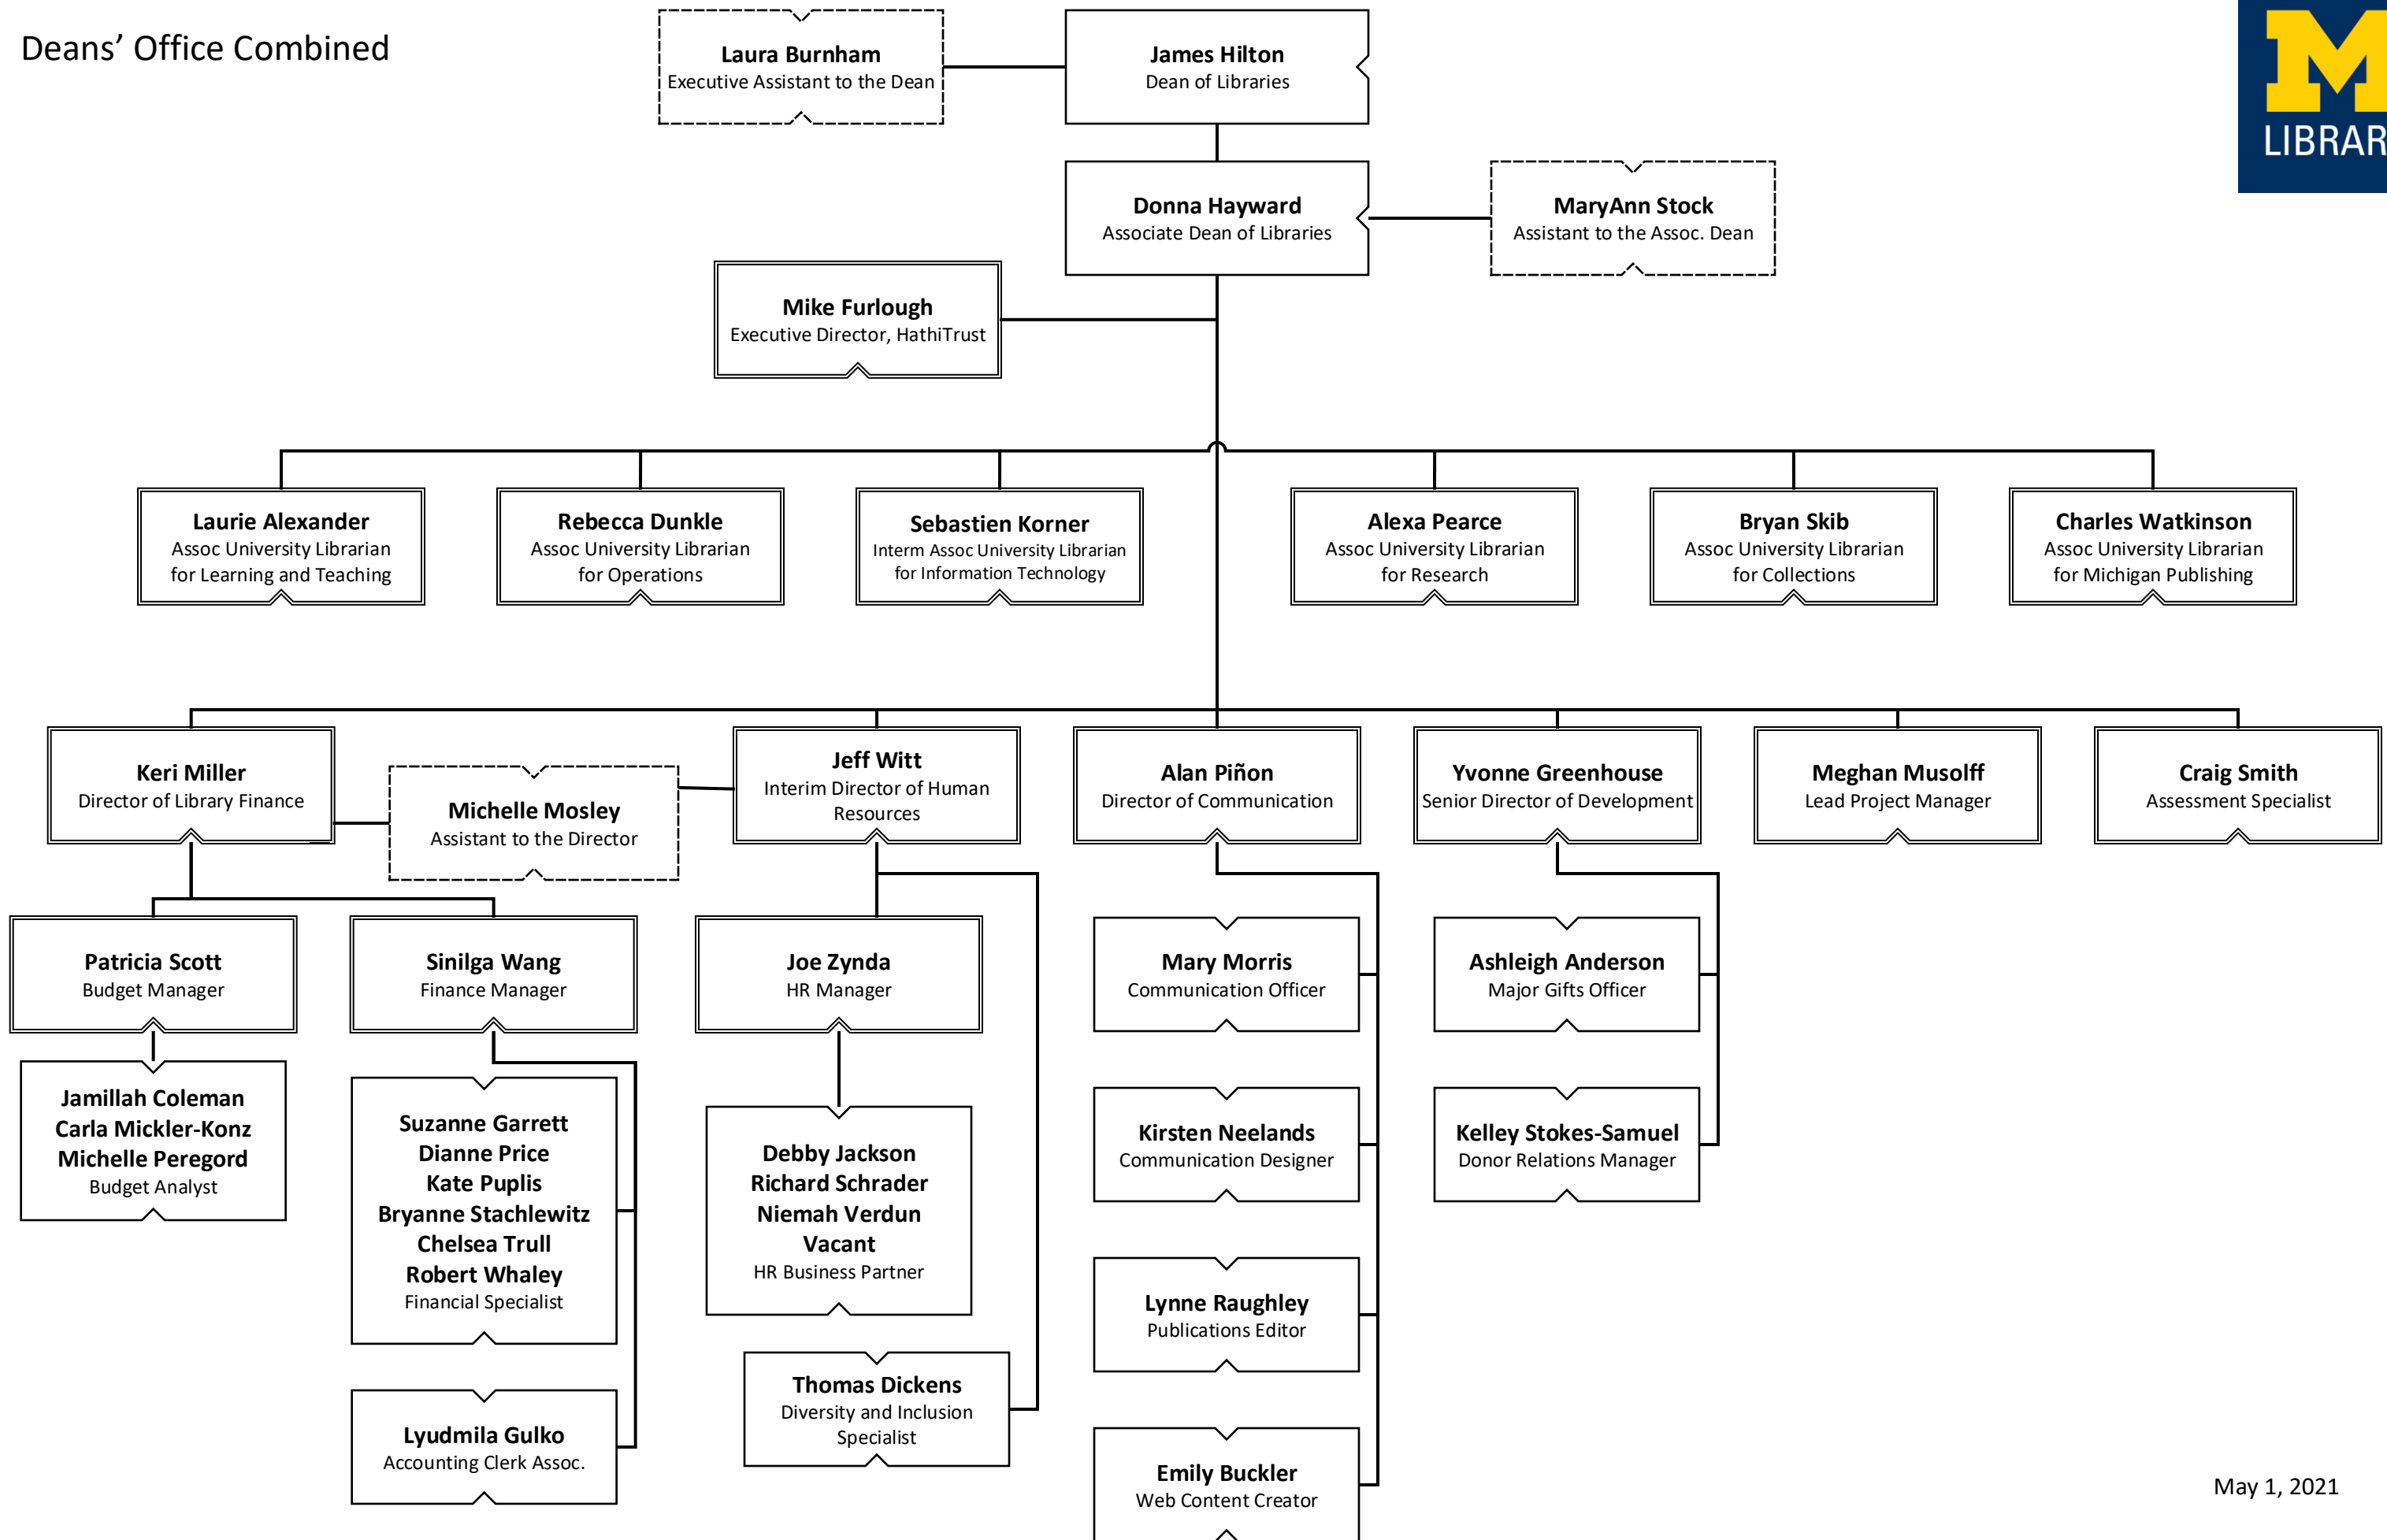 Deans’ Office Combined
Laura Burnham
Executive Assistant to the Dean
James Hilton
Dean of Libraries
M
LIBRAR
Donna Hayward
Associate Dean of Libraries
MaryAnn Stock
Assistant to the Assoc. Dean
Mike Furlough
Executive Director, HathiTrust
Laurie Alexander
Assoc University Librarian
for Learning and Teaching
Rebecca Dunkle
Assoc University Librarian
for Operations
Sebastien Korner
Interm Assoc University Librarian
for Information Technology
Alexa Pearce
Assoc University Librarian
for Research
Bryan Skib
Assoc University Librarian
for Collections
Charles Watkinson
Assoc University Librarian
for Michigan Publishing
Keri Miller
Director of Library Finance
Michelle Mosley
Assistant to the Director
Jeff Witt
Interim Director of Human
Resources
Alan Piñon
Director of Communication
Yvonne Greenhouse
Senior Director of Development
Meghan Musolff
Lead Project Manager
Craig Smith
Assessment Specialist
Patricia Scott
Budget Manager
Sinilga Wang
Finance Manager
Joe Zynda
HR Manager
Mary Morris
Communication Officer
Ashleigh Anderson
Major Gifts Officer
Jamillah Coleman
Carla Mickler-Konz
Michelle Peregord
Budget Analyst
Suzanne Garrett
Dianne Price
Kate Puplis
Bryanne Stachlewitz
Chelsea Trull
Robert Whaley
Financial Specialist
Debby Jackson
Richard Schrader
Niemah Verdun
Vacant
HR Business Partner
Kirsten Neelands
Communication Designer
Kelley Stokes-Samuel
Donor Relations Manager
Lynne Raughley
Publications Editor
Thomas Dickens
Diversity and Inclusion
Specialist
Lyudmila Gulko
Accounting Clerk Assoc.
Emily Buckler
Web Content Creator
May 1, 2021